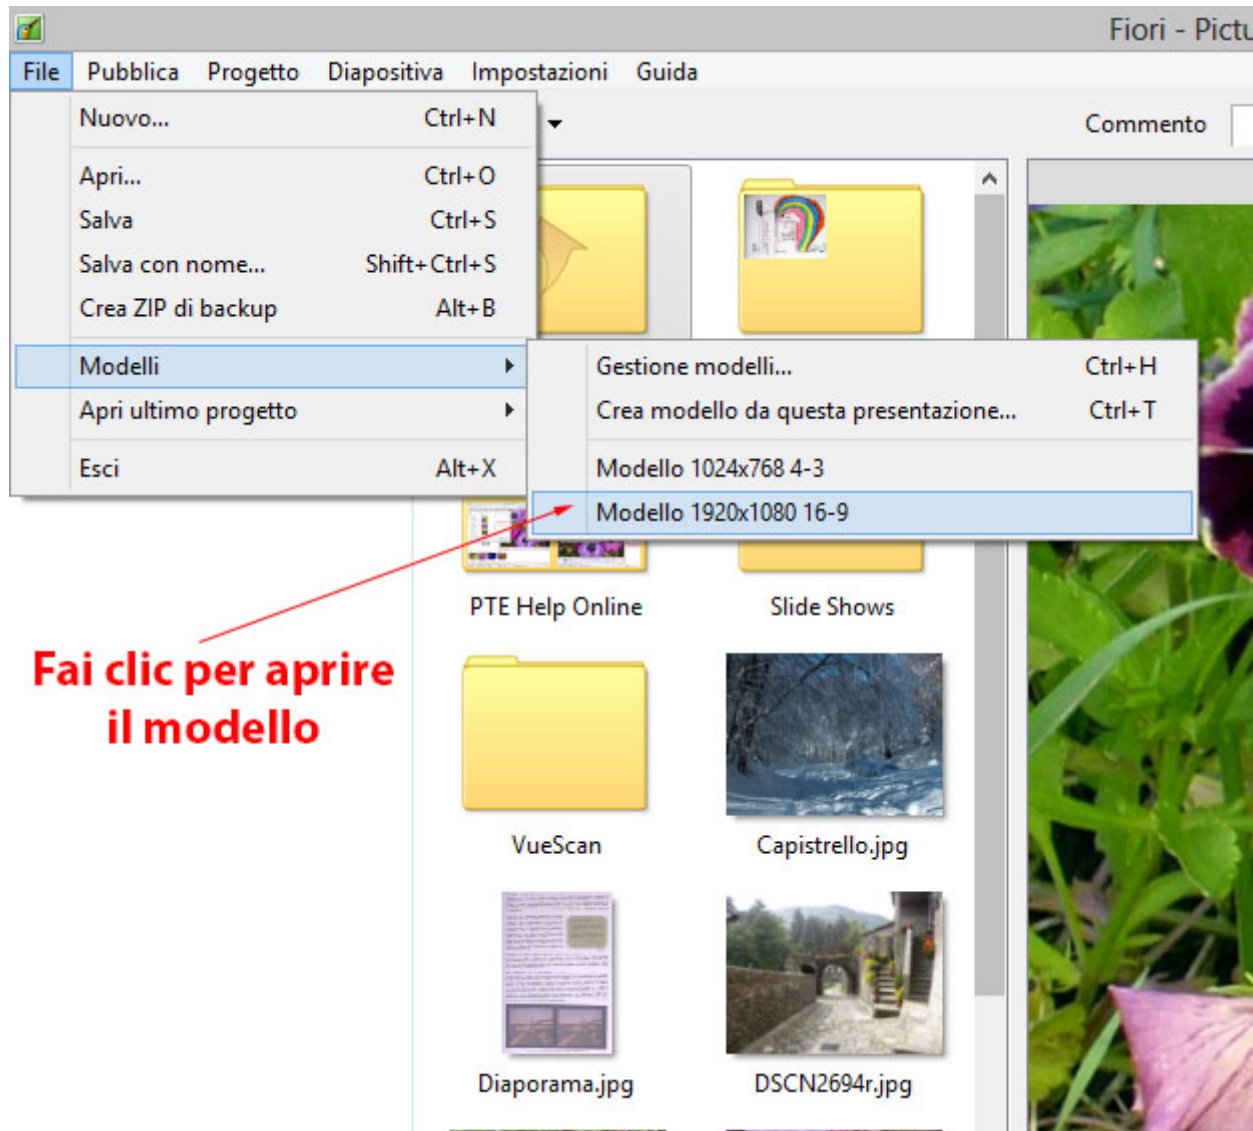 Fiori - Pictu
File Pubblica Progetto Diapositiva Impostazioni Guida
Nuovo... Ctrl+N
Commento
Apri... Ctrl+O
Salva Ctrl+S
Salva con nome... Shift+Ctrl+S
Crea ZIP di backup Alt+B
Modelli
Gestione modelli... Ctrl+H
Apri ultimo progetto
Crea modello da questa presentazione... Ctrl+T
Esci Alt+X
Modello 1024x768 4-3
Modello 1920x1080 16-9
PTE Help Online
Slide Shows
Fai clic per aprire
il modello
VueScan
Capistrello.jpg
Diaporama.jpg
DSCN2694r.jpg